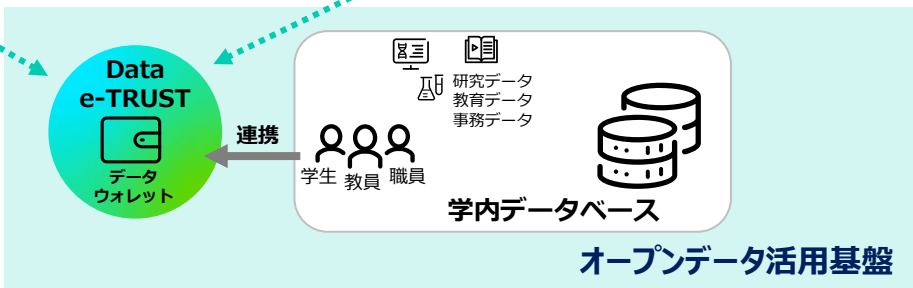 Data
e-TRUST
データ
ウォレット
連携
研究データ
教育データ
事務データ
学生 教員 職員
学内データベース
オープンデータ活用基盤